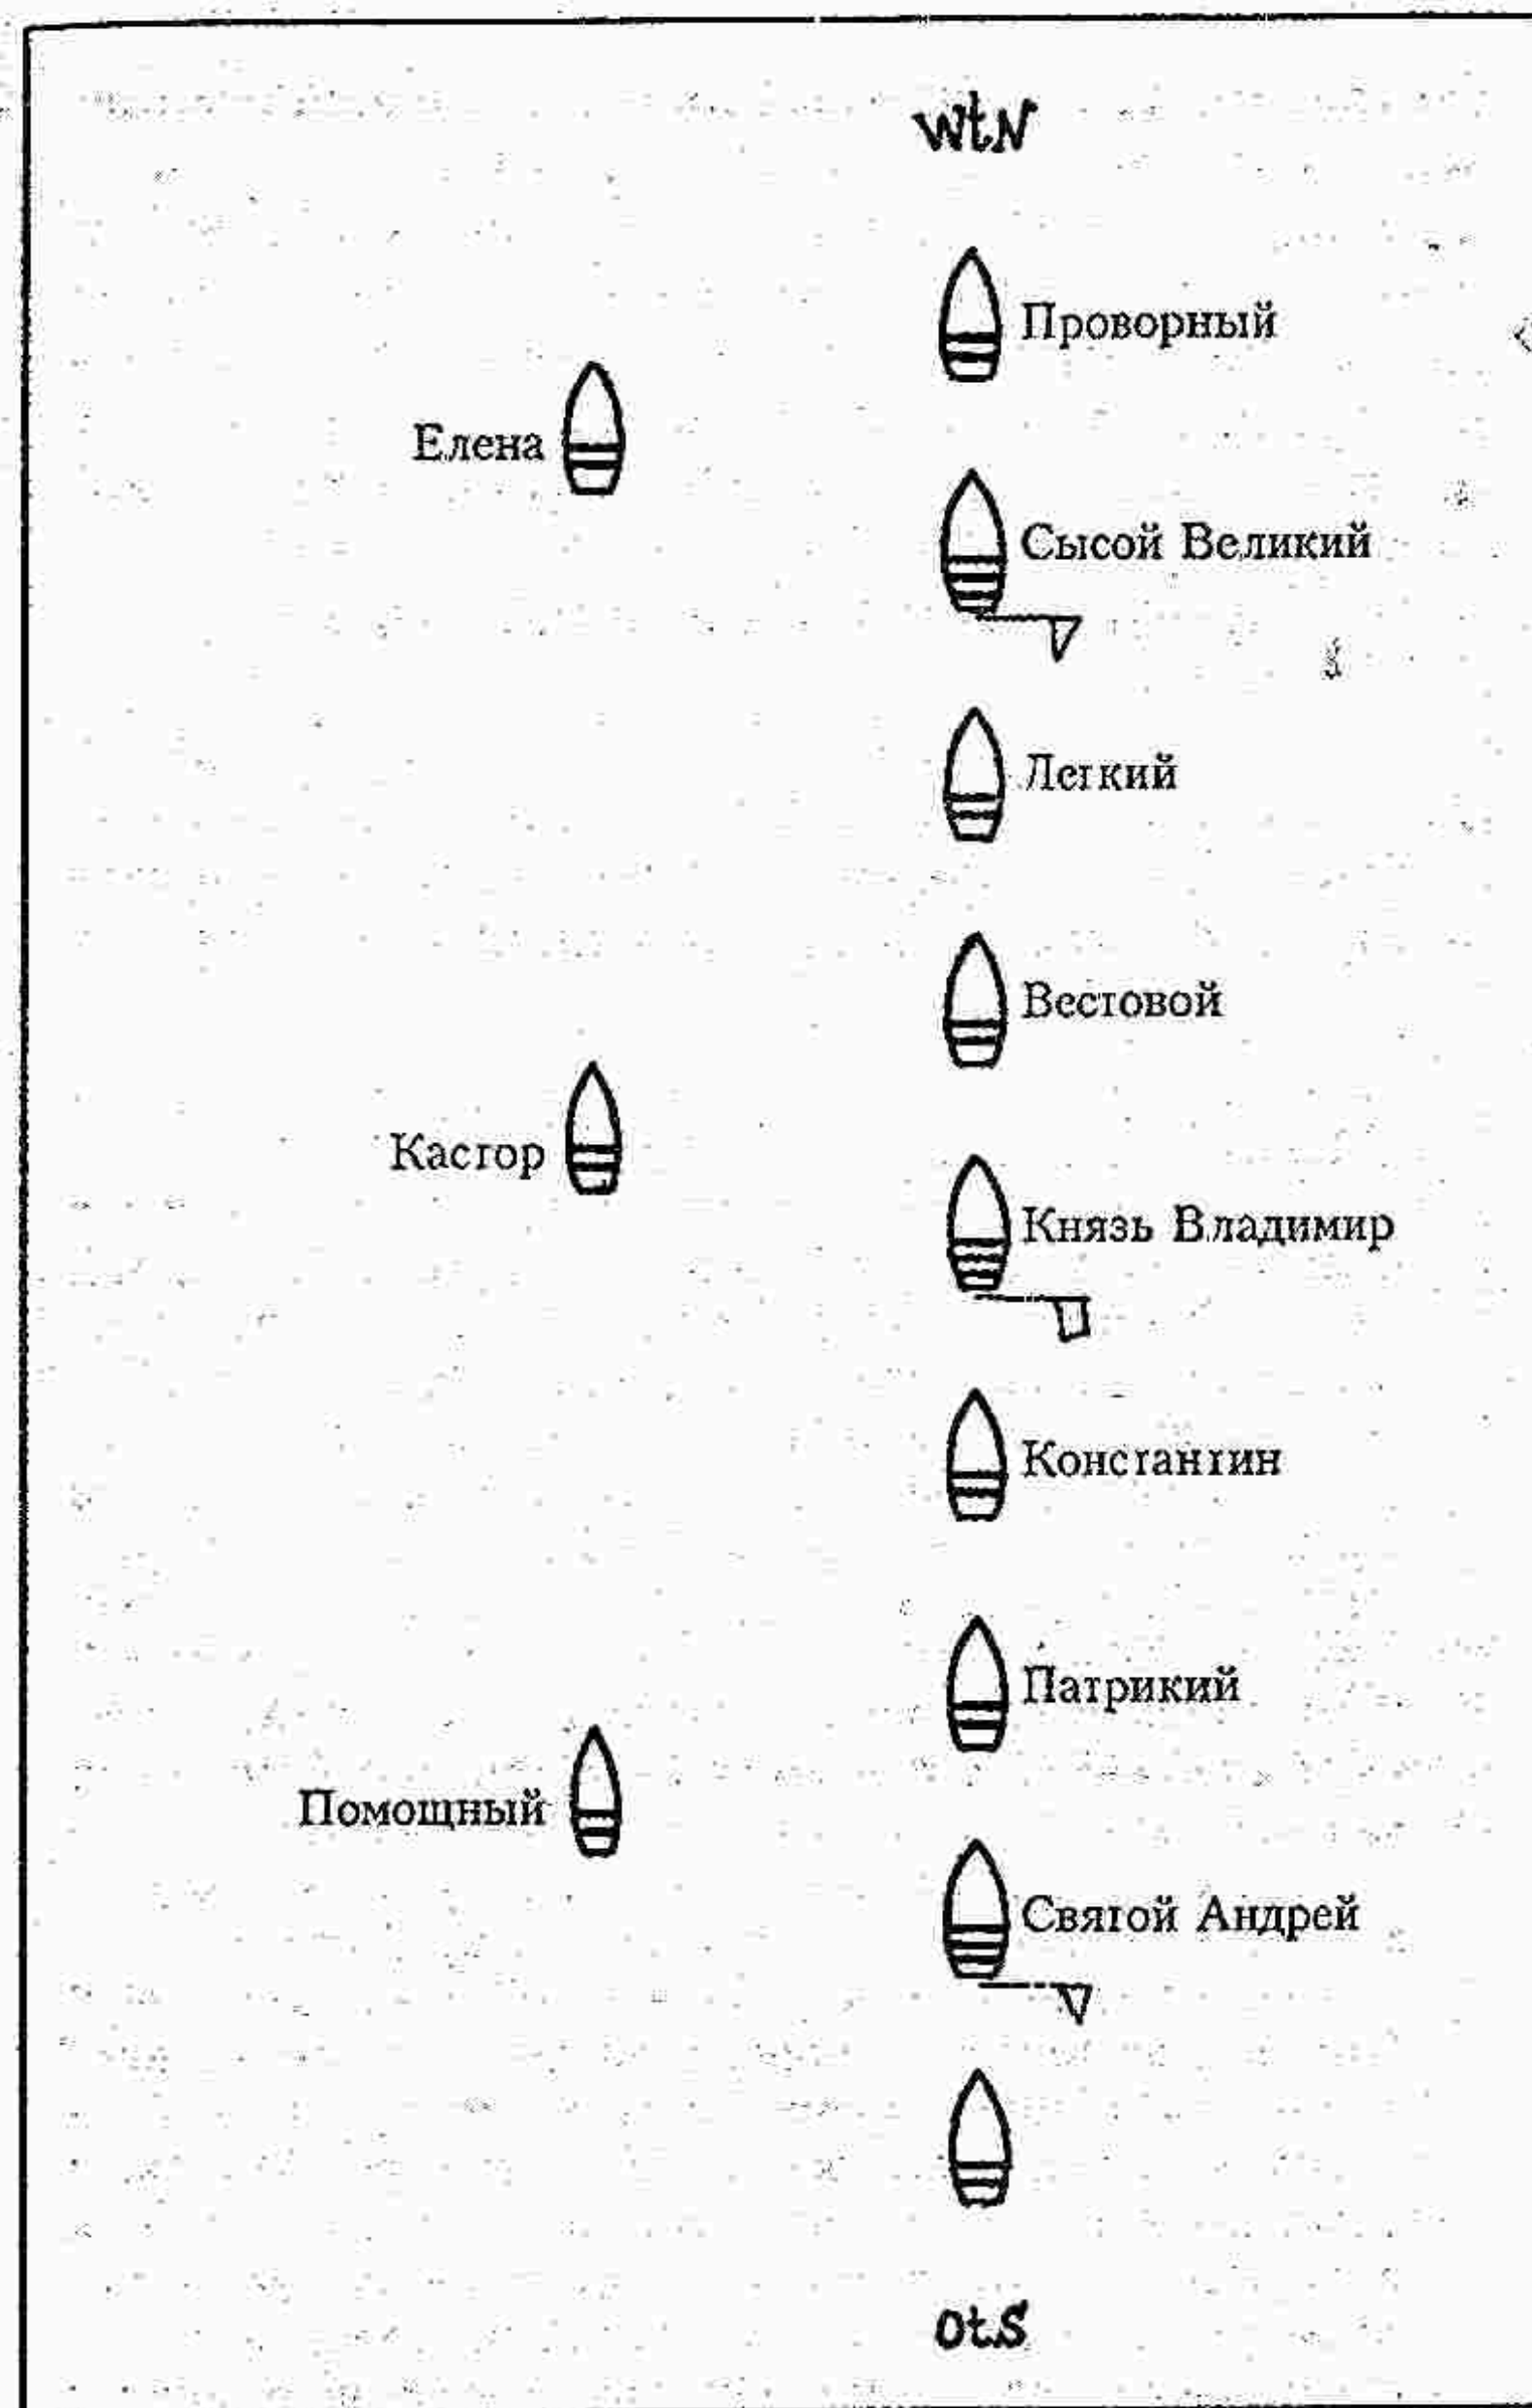 WtN
Проворный
Елена
Сысой Великий
Легкий
Вестовой
Кастор
Князь Владимир
Константин
Патрикий
Помощный
Святой Андрей
OtS